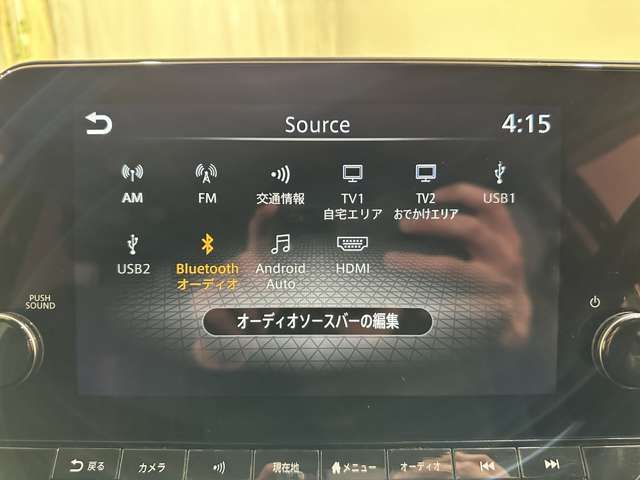 Source
4:15
AM
FM
交通情報
TV1
自宅エリア
TV2
おでかけエリア
USB1
USB2
Bluetooth
オーディオ
Android
Auto
HDMI
オーディオソースバーの編集
PUSH
SOUND
戻る
カメラ
現在地
メニュー
オーディオ